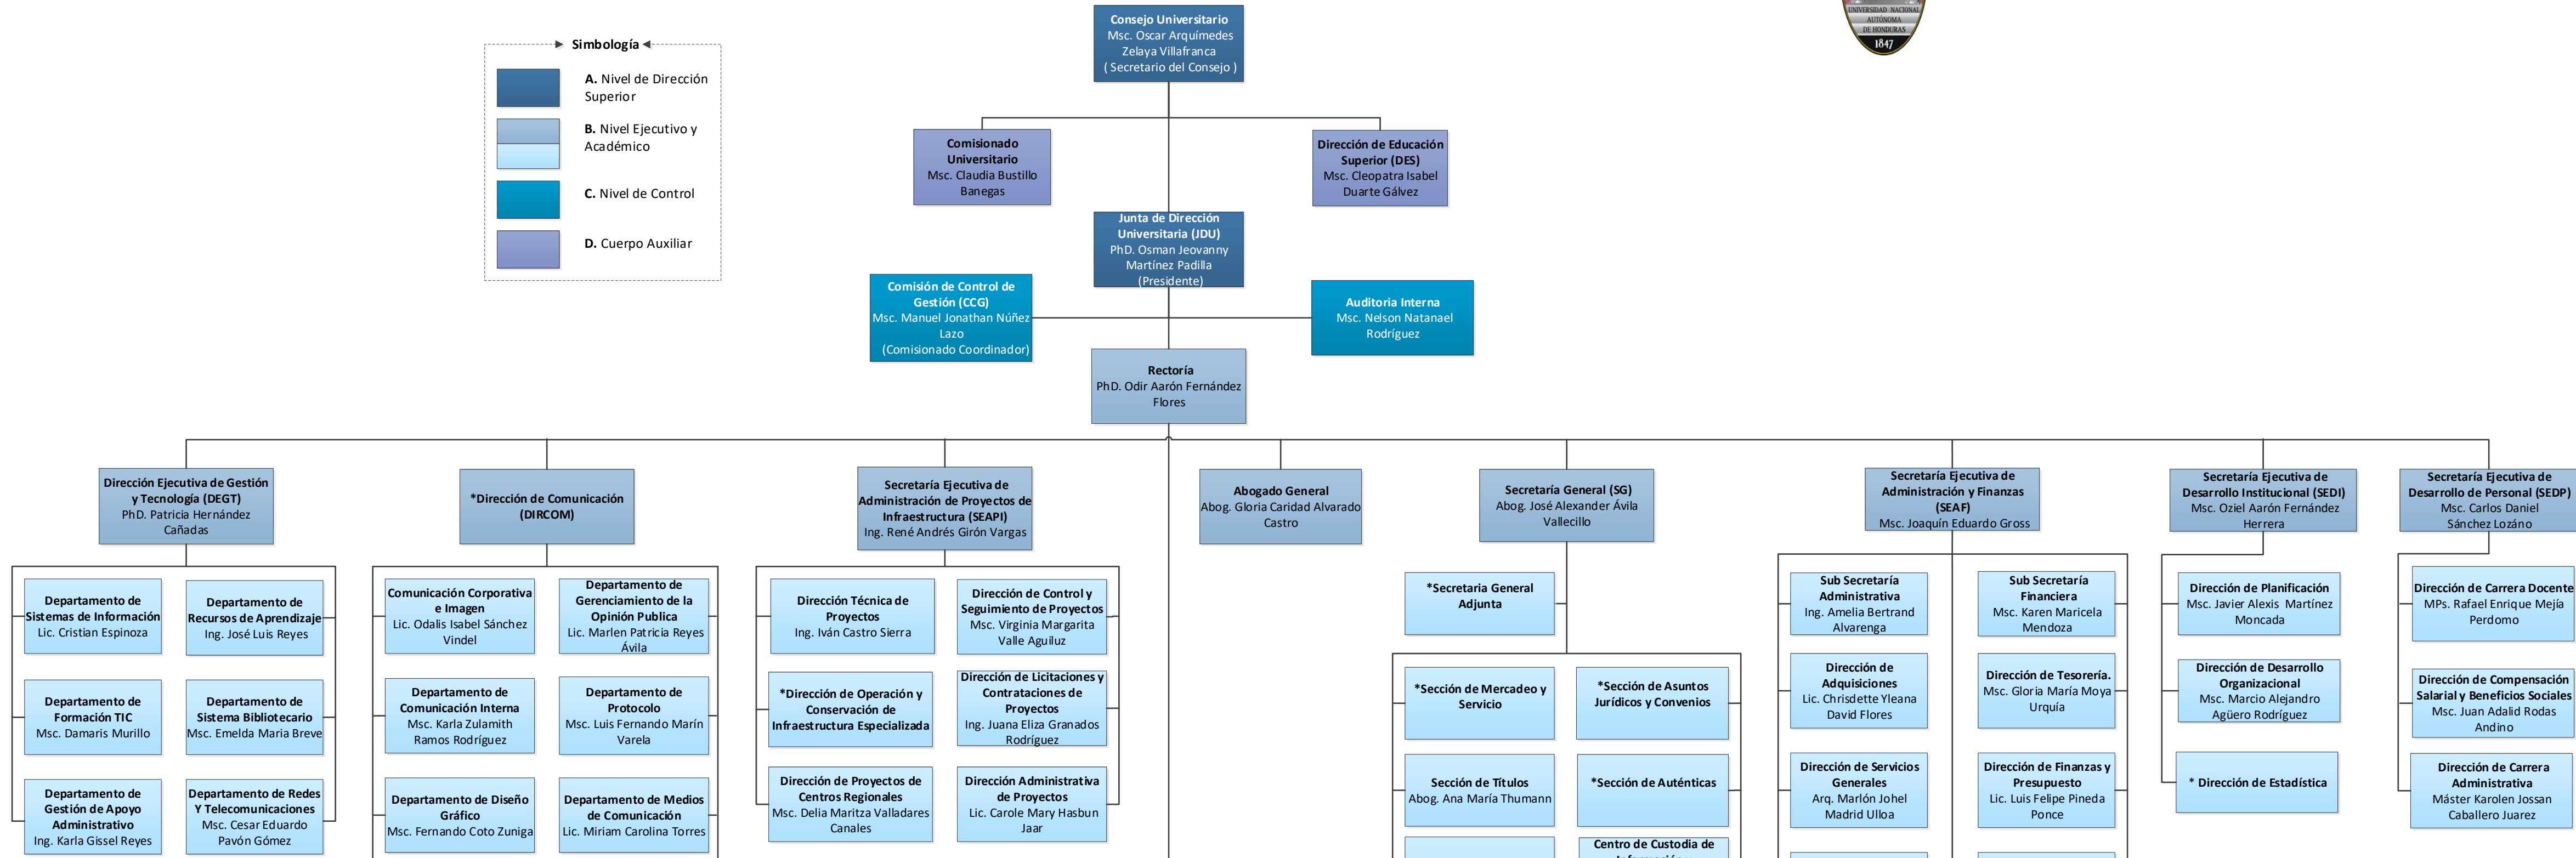 UNIVERSIDAD NACIONAL
AUTÓNOMA
DE HONDURAS
1847
Simbología
A. Nivel de Dirección
Superior
B. Nivel Ejecutivo y
Académico
C. Nivel de Control
D. Cuerpo Auxiliar
Consejo Universitario
Msc. Oscar Arquímedes
Zelaya Villafranca
( Secretario del Consejo )
Comisionado
Universitario
Msc. Claudia Bustillo
Banegas
Dirección de Educación
Superior (DES)
Msc. Cleopatra Isabel
Duarte Gálvez
Junta de Dirección
Universitaria (JDU)
PhD. Osman Jeovanny
Martínez Padilla
(Presidente)
Comisión de Control de
Gestión (CCG)
Msc. Manuel Jonathan Núñez
Lazo
(Comisionado Coordinador)
Auditoria Interna
Msc. Nelson Natanael
Rodríguez
Rectoría
PhD. Odir Aarón Fernández
Flores
Dirección Ejecutiva de Gestión
y Tecnología (DEGT)
PhD. Patricia Hernández
Cañadas
*Dirección de Comunicación
(DIRCOM)
Secretaría Ejecutiva de
Administración de Proyectos de
Infraestructura (SEAPI)
Ing. René Andrés Girón Vargas
Abogado General
Abog. Gloria Caridad Alvarado
Castro
Secretaría General (SG)
Abog. José Alexander Ávila
Vallecillo
Secretaría Ejecutiva de
Administración y Finanzas
(SEAF)
Msc. Joaquín Eduardo Gross
Secretaría Ejecutiva de
Desarrollo Institucional (SEDI)
Msc. Oziel Aarón Fernández
Herrera
Secretaría Ejecutiva de
Desarrollo de Personal (SEDP)
Msc. Carlos Daniel
Sánchez Lozáno
Departamento de
Sistemas de Información
Lic. Cristian Espinoza
Departamento de
Recursos de Aprendizaje
Ing. José Luis Reyes
Departamento de
Formación TIC
Msc. Damaris Murillo
Departamento de
Sistema Bibliotecario
Msc. Emelda Maria Breve
Departamento de
Gestión de Apoyo
Administrativo
Ing. Karla Gissel Reyes
Departamento de Redes
Y Telecomunicaciones
Msc. Cesar Eduardo
Pavón Gómez
Comunicación Corporativa
e Imagen
Lic. Odalis Isabel Sánchez
Vindel
Departamento de
Gerenciamiento de la
Opinión Publica
Lic. Marlen Patricia Reyes
Ávila
Departamento de
Comunicación Interna
Msc. Karla Zulamith
Ramos Rodríguez
Departamento de
Protocolo
Msc. Luis Fernando Marín
Varela
Departamento de Diseño
Gráfico
Msc. Fernando Coto Zuniga
Departamento de Medios
de Comunicación
Lic. Miriam Carolina Torres
Dirección Técnica de
Proyectos
Ing. Iván Castro Sierra
Dirección de Control y
Seguimiento de Proyectos
Msc. Virginia Margarita
Valle Aguiluz
*Dirección de Operación y
Conservación de
Infraestructura Especializada
Dirección de Licitaciones y
Contrataciones de
Proyectos
Ing. Juana Eliza Granados
Rodríguez
Dirección de Proyectos de
Centros Regionales
Msc. Delia Maritza Valladares
Canales
Dirección Administrativa
de Proyectos
Lic. Carole Mary Hasbun
Jaar
*Secretaria General
Adjunta
*Sección de Mercadeo y
Servicio
*Sección de Asuntos
Jurídicos y Convenios
Sección de Títulos
Abog. Ana María Thumann
*Sección de Auténticas
Centro de Custodia de
Sub Secretaría
Administrativa
Ing. Amelia Bertrand
Alvarenga
Sub Secretaría
Financiera
Msc. Karen Maricela
Mendoza
Dirección de
Adquisiciones
Lic. Chrisdette Yleana
David Flores
Dirección de Tesorería.
Msc. Gloria María Moya
Urquía
Dirección de Servicios
Generales
Arq. Marlón Johel
Madrid Ulloa
Dirección de Finanzas y
Presupuesto
Lic. Luis Felipe Pineda
Ponce
Dirección de Planificación
Msc. Javier Alexis Martínez
Moncada
Dirección de Desarrollo
Organizacional
Msc. Marcio Alejandro
Agüero Rodríguez
* Dirección de Estadística
Dirección de Carrera Docente
MPs. Rafael Enrique Mejía
Perdomo
Dirección de Compensación
Salarial y Beneficios Sociales
Msc. Juan Adalid Rodas
Andino
Dirección de Carrera
Administrativa
Máster Karolen Jossan
Caballero Juarez